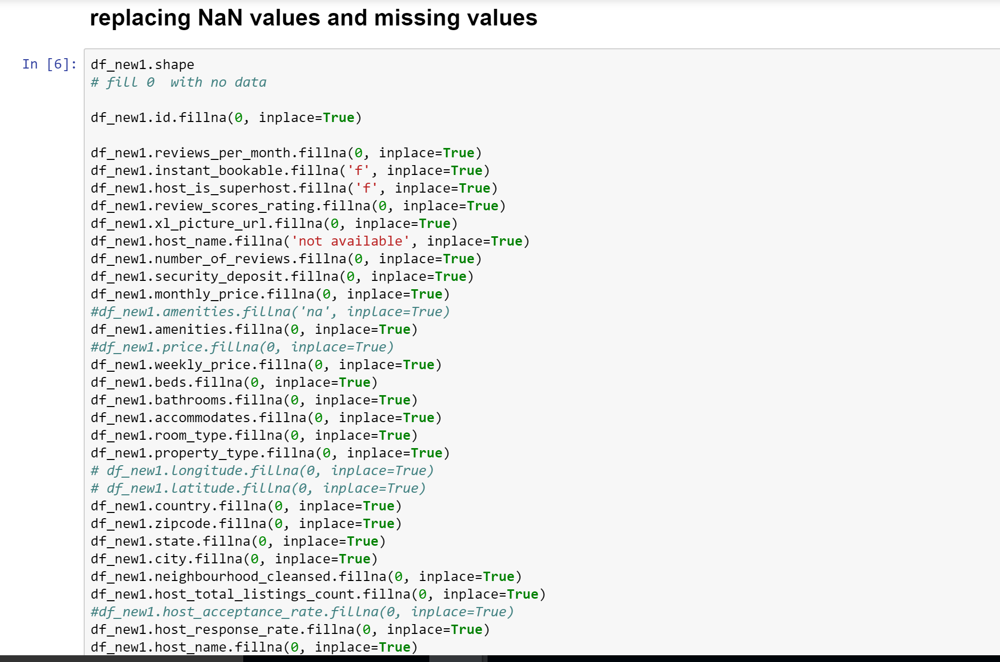 replacing NaN values and missing values
In [6]:
df_new1.shape
# fill 0  with no data
df_new1.id.fillna(0, inplace=True)
df_new1.reviews_per_month.fillna(0, inplace=True)
df_new1.instant_bookable.fillna('f', inplace=True)
df_new1.host_is_superhost.fillna('f', inplace=True)
df_new1.review_scores_rating.fillna(0, inplace=True)
df_new1.xl_picture_url.fillna(0, inplace=True)
df_new1.host_name.fillna('not available', inplace=True)
df_new1.number_of_reviews.fillna(0, inplace=True)
df_new1.security_deposit.fillna(0, inplace=True)
df_new1.monthly_price.fillna(0, inplace=True)
#df_new1.amenities.fillna('na', inplace=True)
df_new1.amenities.fillna(0, inplace=True)
#df_new1.price.fillna(0, inplace=True)
df_new1.weekly_price.fillna(0, inplace=True)
df_new1.beds.fillna(0, inplace=True)
df_new1.bathrooms.fillna(0, inplace=True)
df_new1.accommodates.fillna(0, inplace=True)
df_new1.room_type.fillna(0, inplace=True)
df_new1.property_type.fillna(0, inplace=True)
# df_new1.longitude.fillna(0, inplace=True)
# df_new1.latitude.fillna(0, inplace=True)
df_new1.country.fillna(0, inplace=True)
df_new1.zipcode.fillna(0, inplace=True)
df_new1.state.fillna(0, inplace=True)
df_new1.city.fillna(0, inplace=True)
df_new1.neighbourhood_cleansed.fillna(0, inplace=True)
df_new1.host_total_listings_count.fillna(0, inplace=True)
#df_new1.host_acceptance_rate.fillna(0, inplace=True)
df_new1.host_response_rate.fillna(0, inplace=True)
df_new1.host_name.fillna(0, inplace=True)